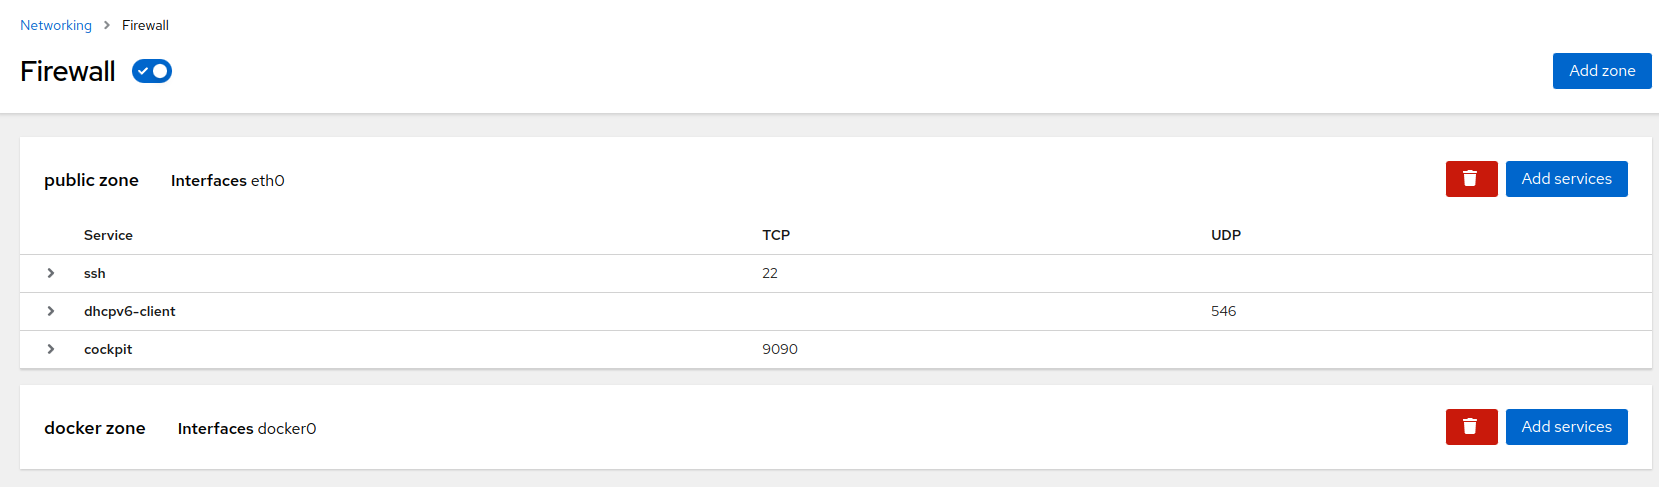 Networking > Firewall
Firewall
Add zone
public zone Interfaces eth0 Add services
Service TCP UDP
ssh 22
dhcpv6-client 546
cockpit 9090
docker zone Interfaces docker0 Add services